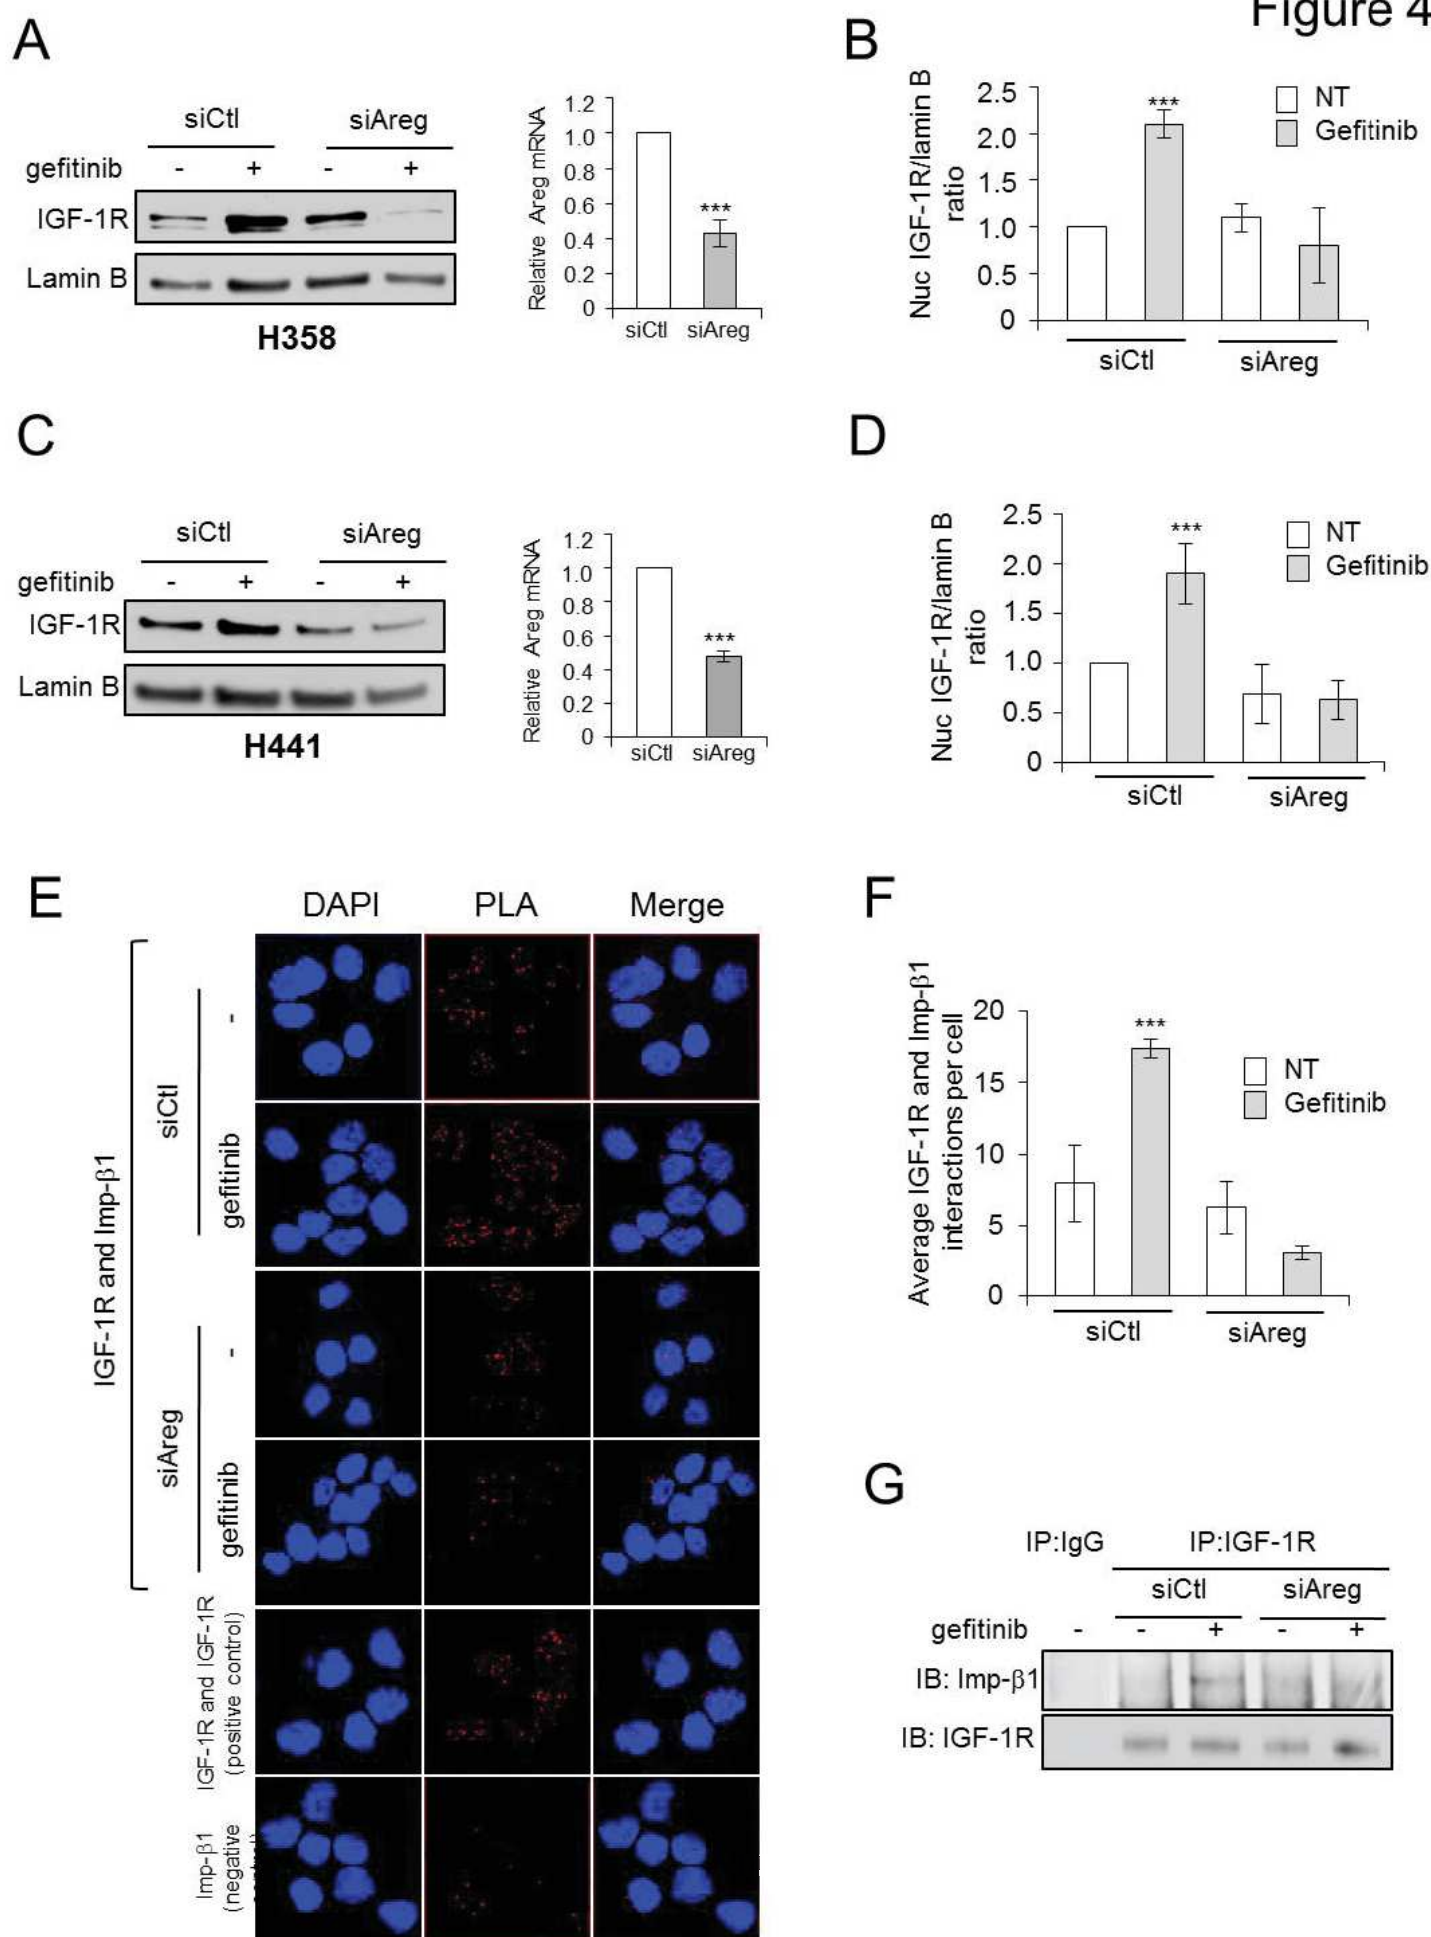 Figure 4
A
siCtl siAreg
gefitinib - + - +
IGF-1R
Lamin B
H358
Relative Areg mRNA
1.2
1.0
0.8
0.6
0.4
0.2
0
***
siCtl siAreg
B
Nuc IGF-1R/lamin B
ratio
2.5
2.0
1.5
1.0
0.5
0
***
NT
Gefitinib
siCtl siAreg
C
siCtl siAreg
gefitinib - + - +
IGF-1R
Lamin B
H441
Relative Areg mRNA
1.2
1.0
0.8
0.6
0.4
0.2
0
***
siCtl siAreg
D
Nuc IGF-1R/lamin B
ratio
2.5
2.0
1.5
1.0
0.5
0
***
NT
Gefitinib
siCtl siAreg
E
DAPI PLA Merge
IGF-1R and Imp-β1
siCtl
-
gefitinib
siAreg
-
gefitinib
IGF-1R and IGF-1R
(positive control)
Imp-β1
(negative
F
Average IGF-1R and Imp-β1
interactions per cell
20
15
10
5
0
***
NT
Gefitinib
siCtl siAreg
G
IP:IgG IP:IGF-1R
siCtl siAreg
gefitinib - - + - +
IB: Imp-β1
IB: IGF-1R